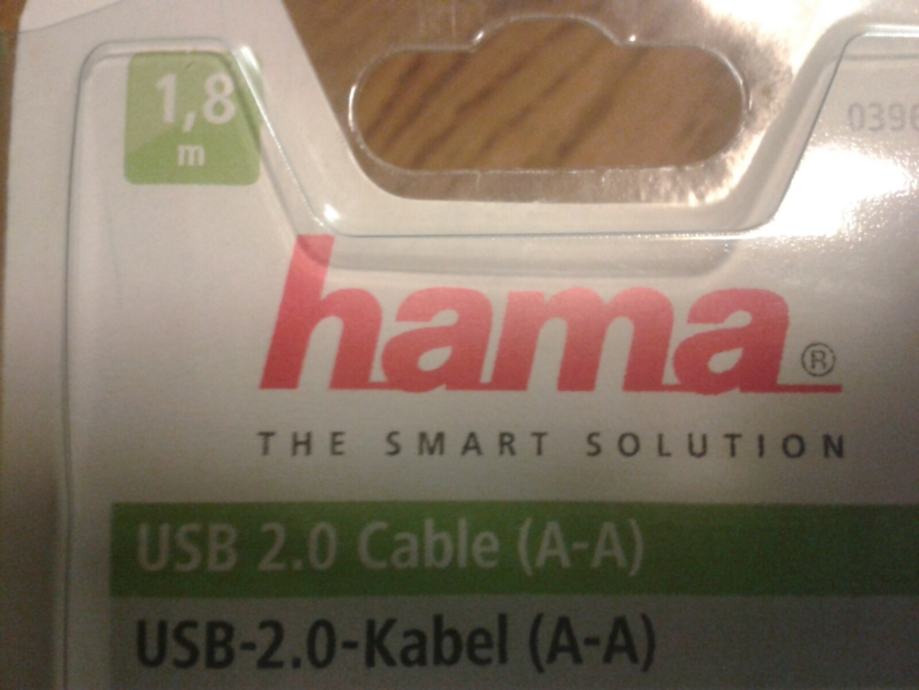 1,8
m
hama®
THE SMART SOLUTION
USB 2.0 Cable (A-A)
USB-2.0-Kabel (A-A)